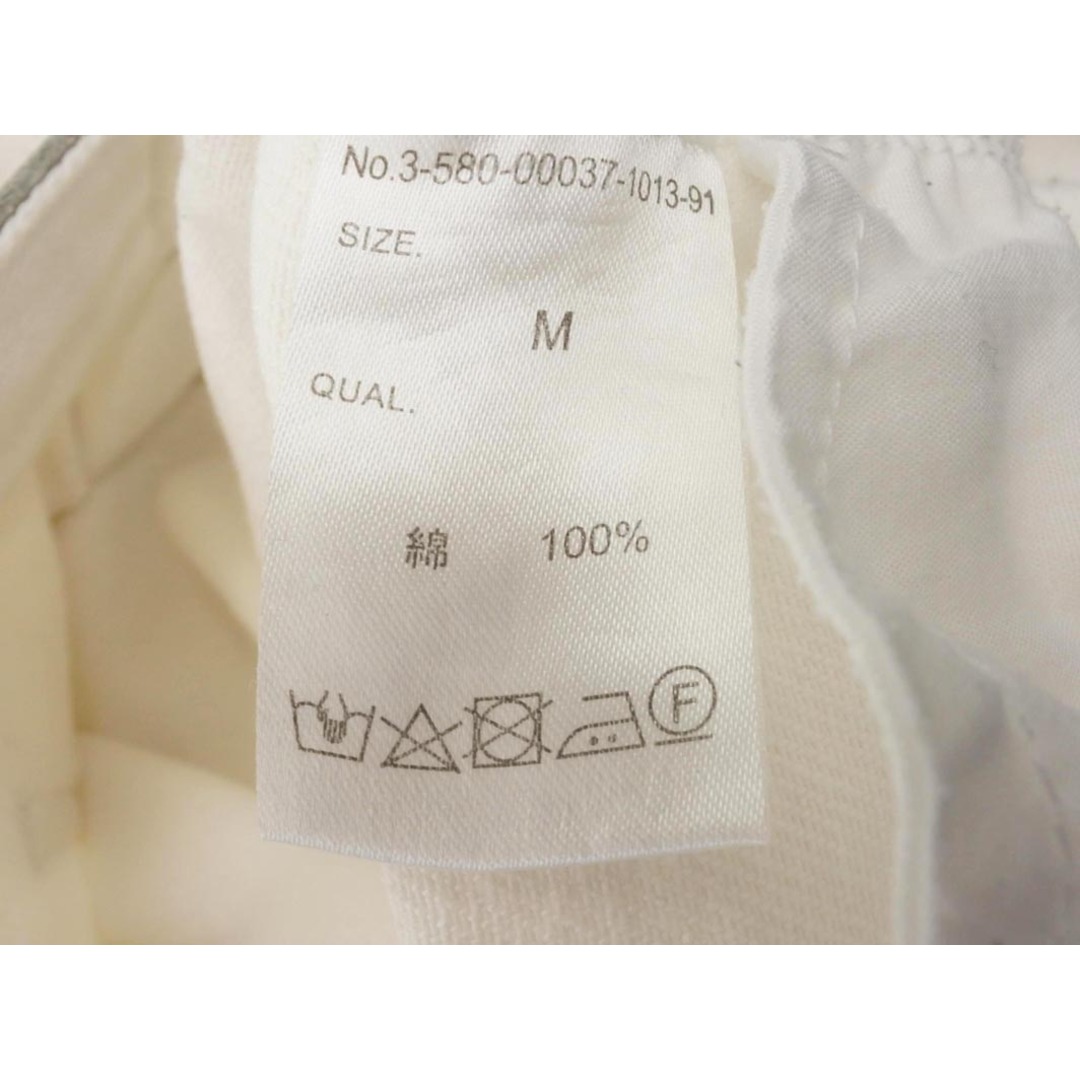 No.3-580-00037-1013-91
SIZE.
M
QUAL.
綿 100%
F